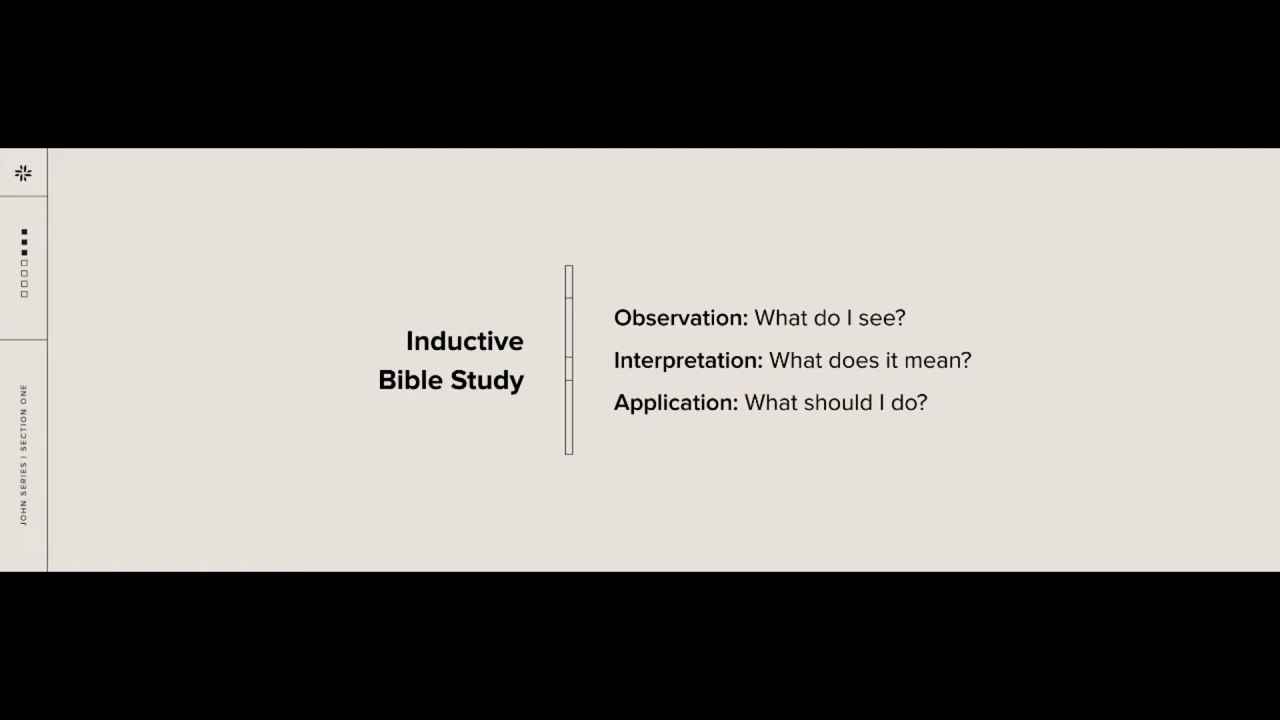 Inductive
Bible Study
Observation: What do I see?
Interpretation: What does it mean?
Application: What should I do?
JOHN SERIES | SECTION ONE